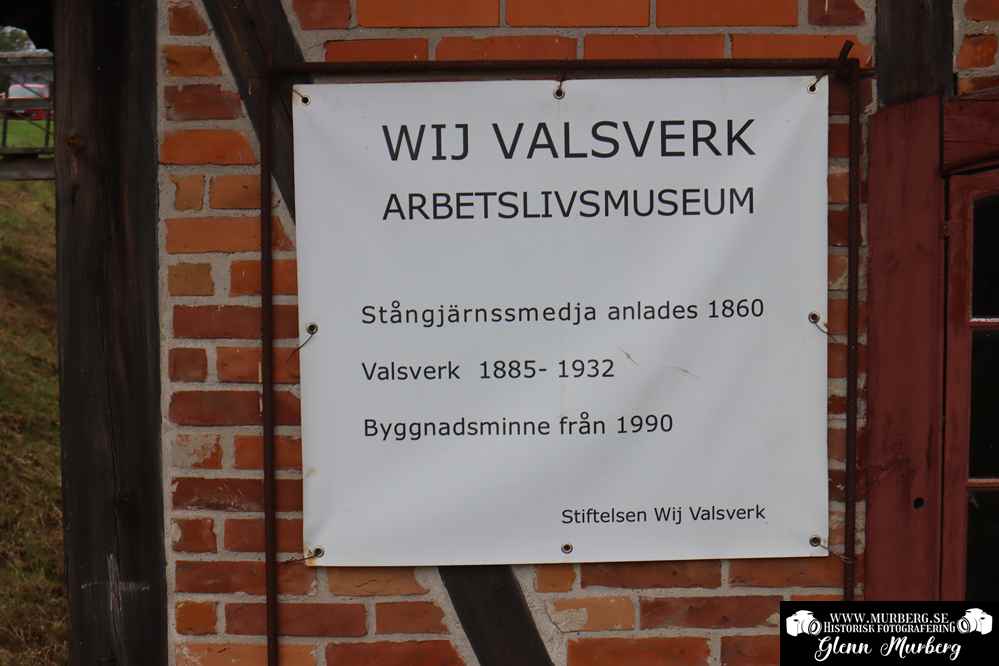 WIJ VALSVERK
ARBETSLIVSMUSEUM
Stångjärnssmedja anlades 1860
Valsverk 1885- 1932
Byggnadsminne från 1990
Stiftelsen Wij Valsverk
WWW.MURBERG.SE
HISTORISK FOTOGRAFERING
Glenn Murberg